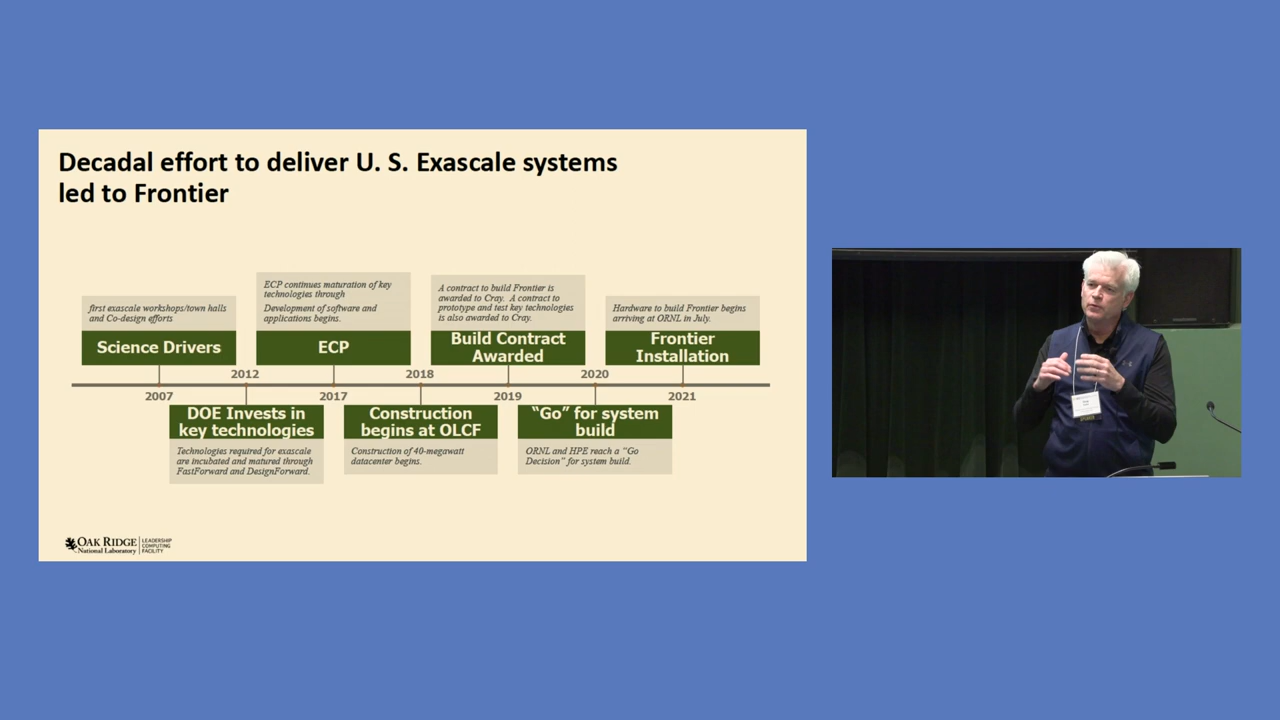 Decadal effort to deliver U. S. Exascale systems
led to Frontier
first exascale workshops/town halls
and Co-design efforts
Science Drivers
2007
DOE Invests in
key technologies
Technologies required for exascale
are incubated and matured through
FastForward and DesignForward.
2012
ECP continues maturation of key
technologies through
Development of software and
applications begins.
ECP
2017
Construction
begins at OLCF
Construction of 40-megawatt
datacenter begins.
2018
A contract to build Frontier is
awarded to Cray. A contract to
prototype and test key technologies
is also awarded to Cray.
Build Contract
Awarded
2019
“Go” for system
build
ORNL and HPE reach a “Go
Decision” for system build.
2020
Hardware to build Frontier begins
arriving at ORNL in July.
Frontier
Installation
2021
OAK RIDGE
National Laboratory
LEADERSHIP
COMPUTING
FACILITY